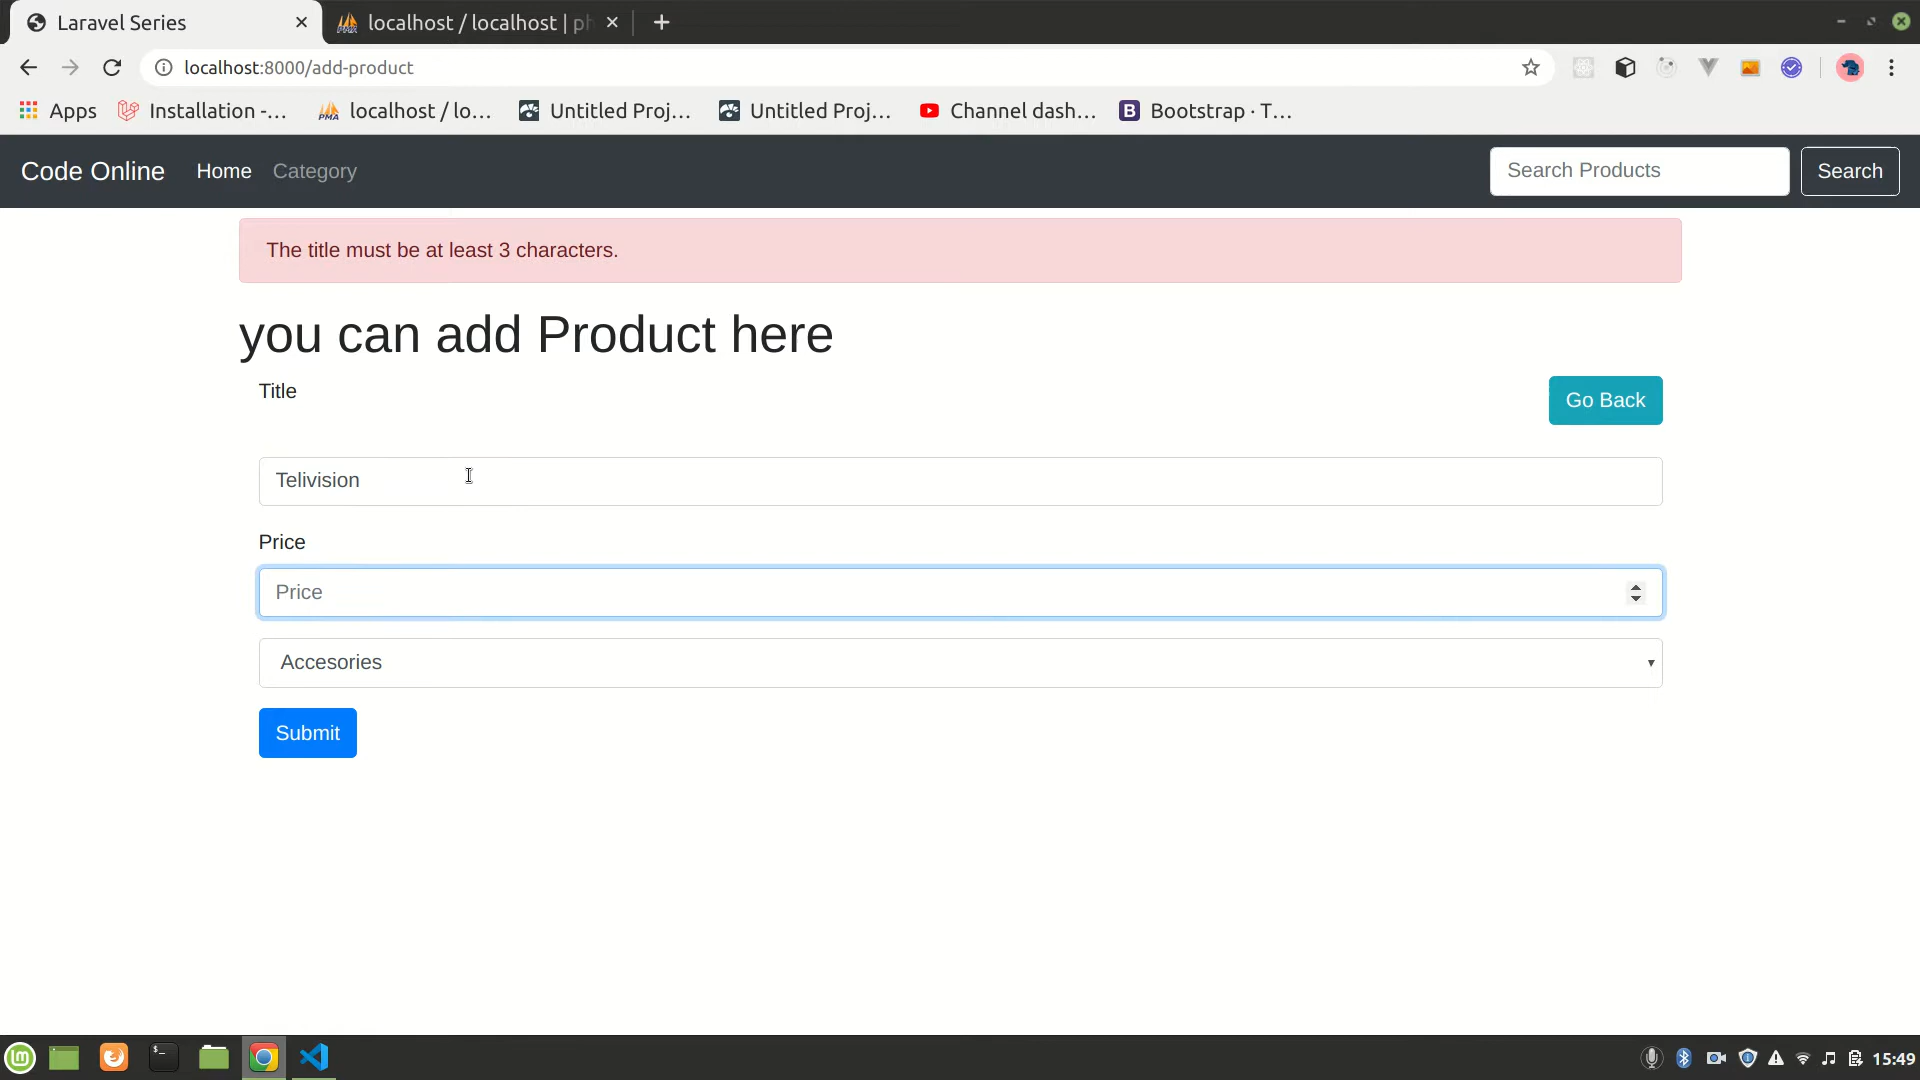 Laravel Series
localhost / localhost | ph
localhost:8000/add-product
Apps
Installation -...
PMA
localhost / lo...
Untitled Proj...
Untitled Proj...
Channel dash...
B
Bootstrap · T...
Code Online
Home
Category
Search Products
Search
The title must be at least 3 characters.
you can add Product here
Title
Go Back
Telivision
Price
Price
Accesories
Submit
15:49